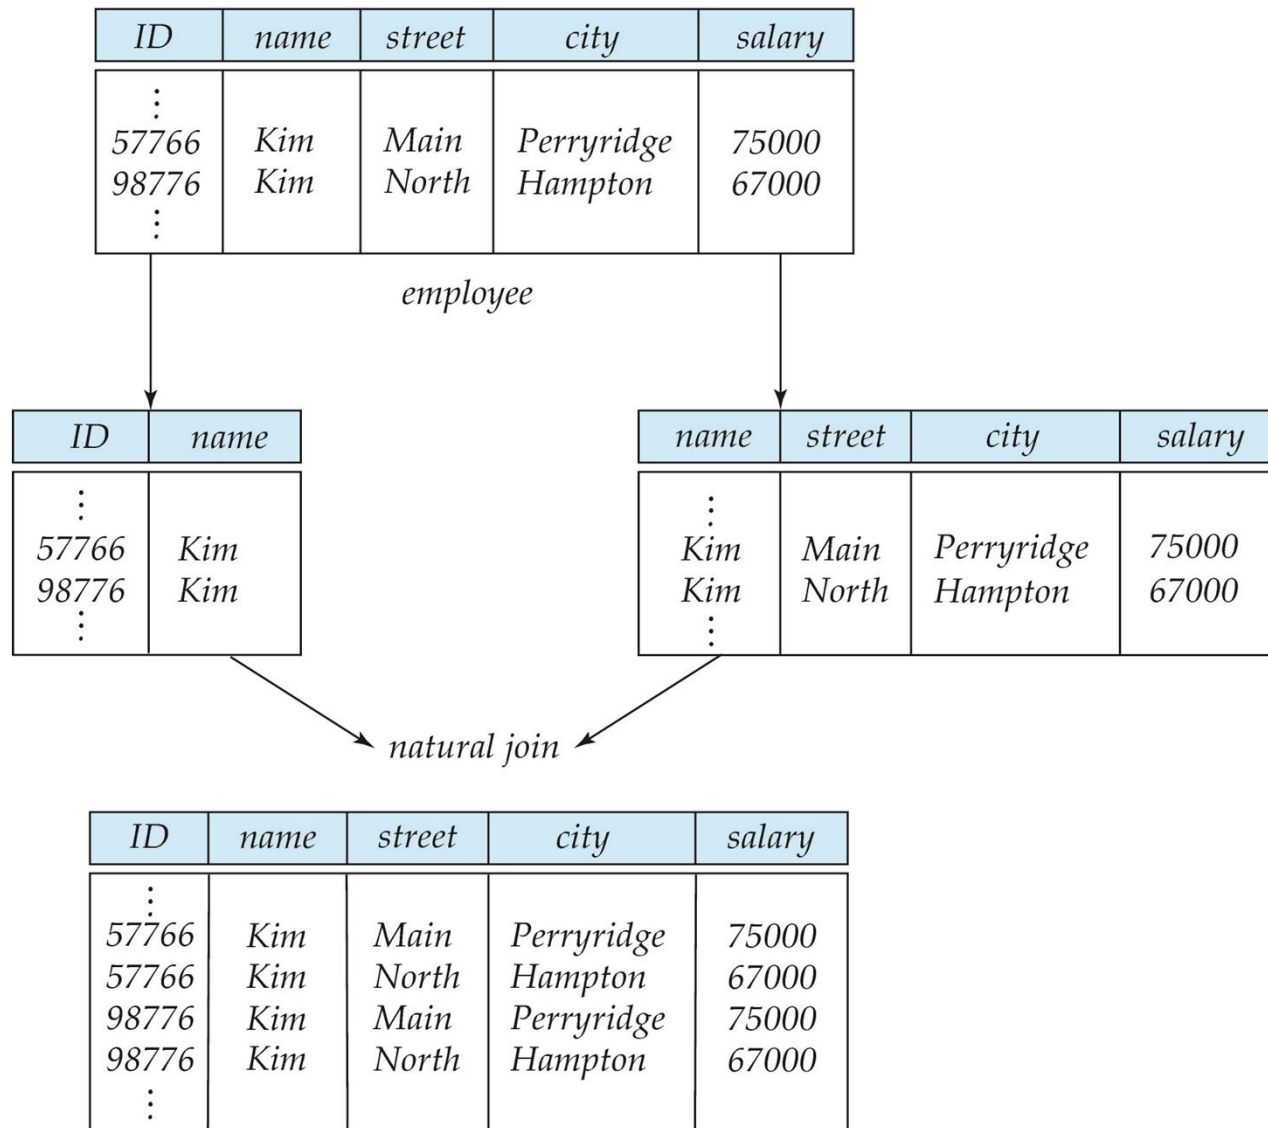 ID name street city salary
⋮
57766 Kim Main Perryridge 75000
98776 Kim North Hampton 67000
⋮
employee
ID name
⋮
57766 Kim
98776 Kim
⋮
name street city salary
⋮
Kim Main Perryridge 75000
Kim North Hampton 67000
⋮
natural join
ID name street city salary
⋮
57766 Kim Main Perryridge 75000
57766 Kim North Hampton 67000
98776 Kim Main Perryridge 75000
98776 Kim North Hampton 67000
⋮